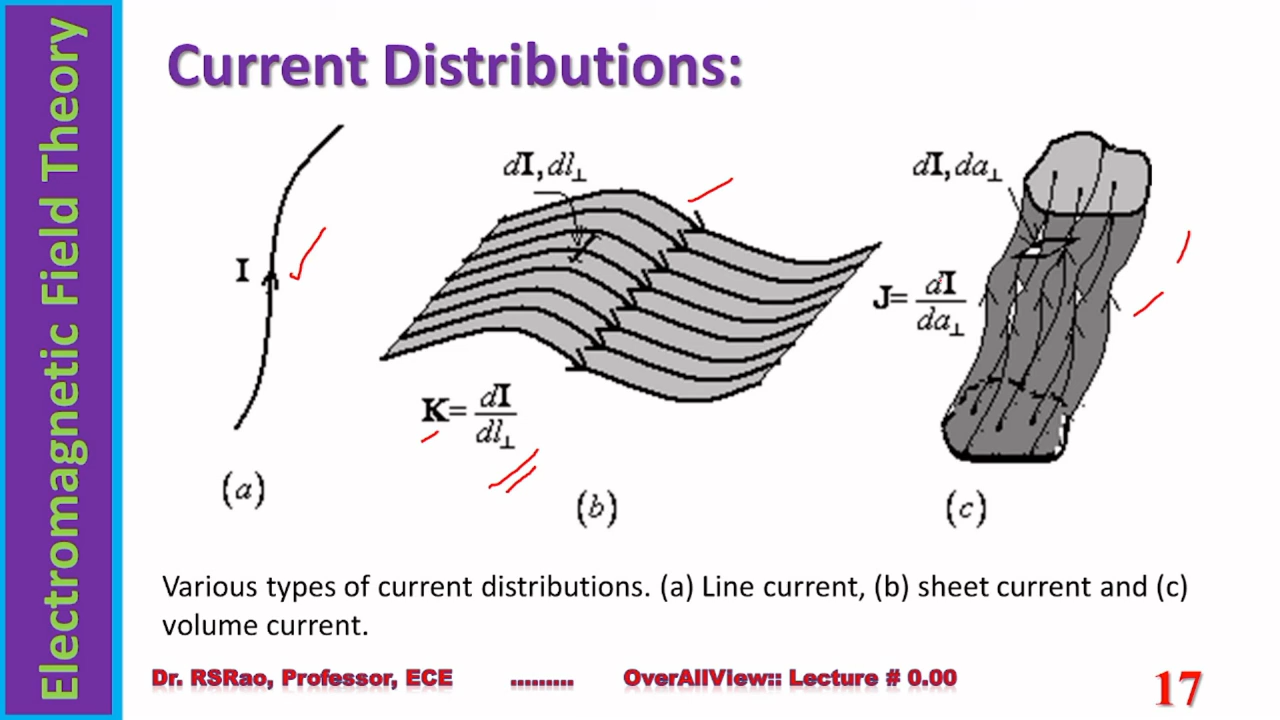 Electromagnetic Field Theory
Current Distributions:
I
dI, dl⊥
K= dI/dl⊥
dI, da⊥
J= dI/da⊥
(a)
(b)
(c)
Various types of current distributions. (a) Line current, (b) sheet current and (c)
volume current.
Dr. RSRao, Professor, ECE ......... OverAllView:: Lecture # 0.00
17